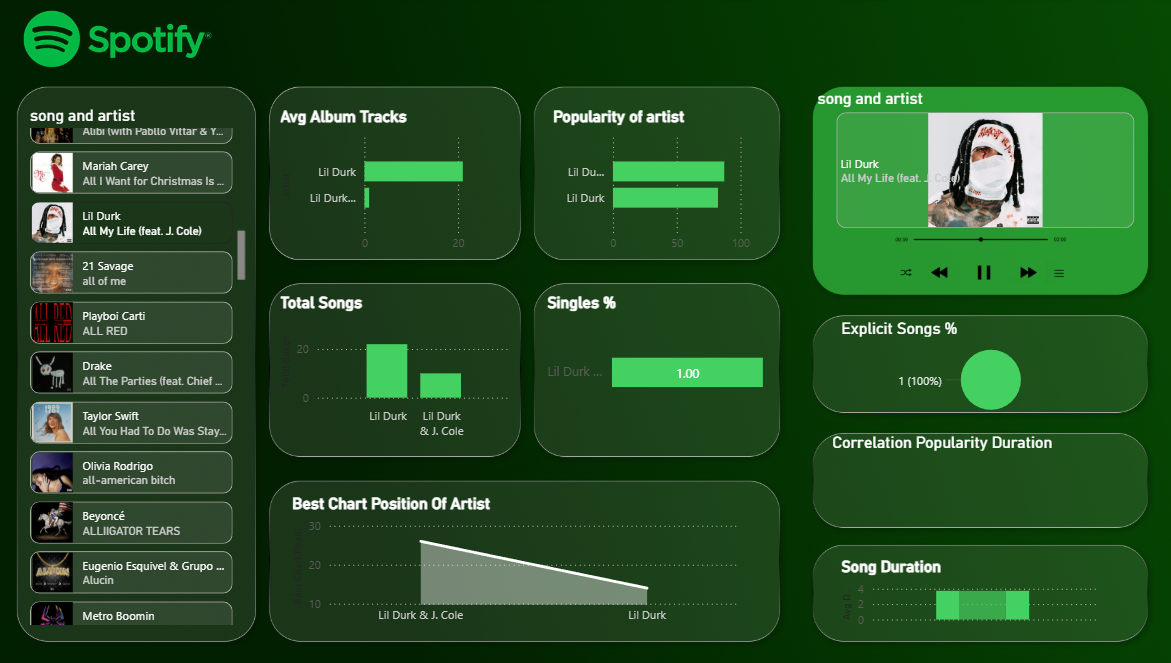 Spotify®
song and artist
Alibi (with Pabllo Vittar & Y...
Mariah Carey
All I Want for Christmas Is ...
Lil Durk
All My Life (feat. J. Cole)
21 Savage
all of me
Playboi Carti
ALL RED
Drake
All The Parties (feat. Chief ...
Taylor Swift
All You Had To Do Was Stay...
Olivia Rodrigo
all-american bitch
Beyoncé
ALLIIGATOR TEARS
Eugenio Esquivel & Grupo ...
Alucin
Metro Boomin
Avg Album Tracks
Lil Durk
Lil Durk...
0 20
Popularity of artist
Lil Du...
Lil Durk
0 50 100
Total Songs
20
0
Lil Durk
Lil Durk
& J. Cole
Singles %
Lil Durk ...
1.00
Best Chart Position Of Artist
30
20
10
Lil Durk & J. Cole
Lil Durk
song and artist
Lil Durk
All My Life (feat. J. Cole)
03:00
Explicit Songs %
1 (100%)
Correlation Popularity Duration
Song Duration
Avg D...
4
2
0